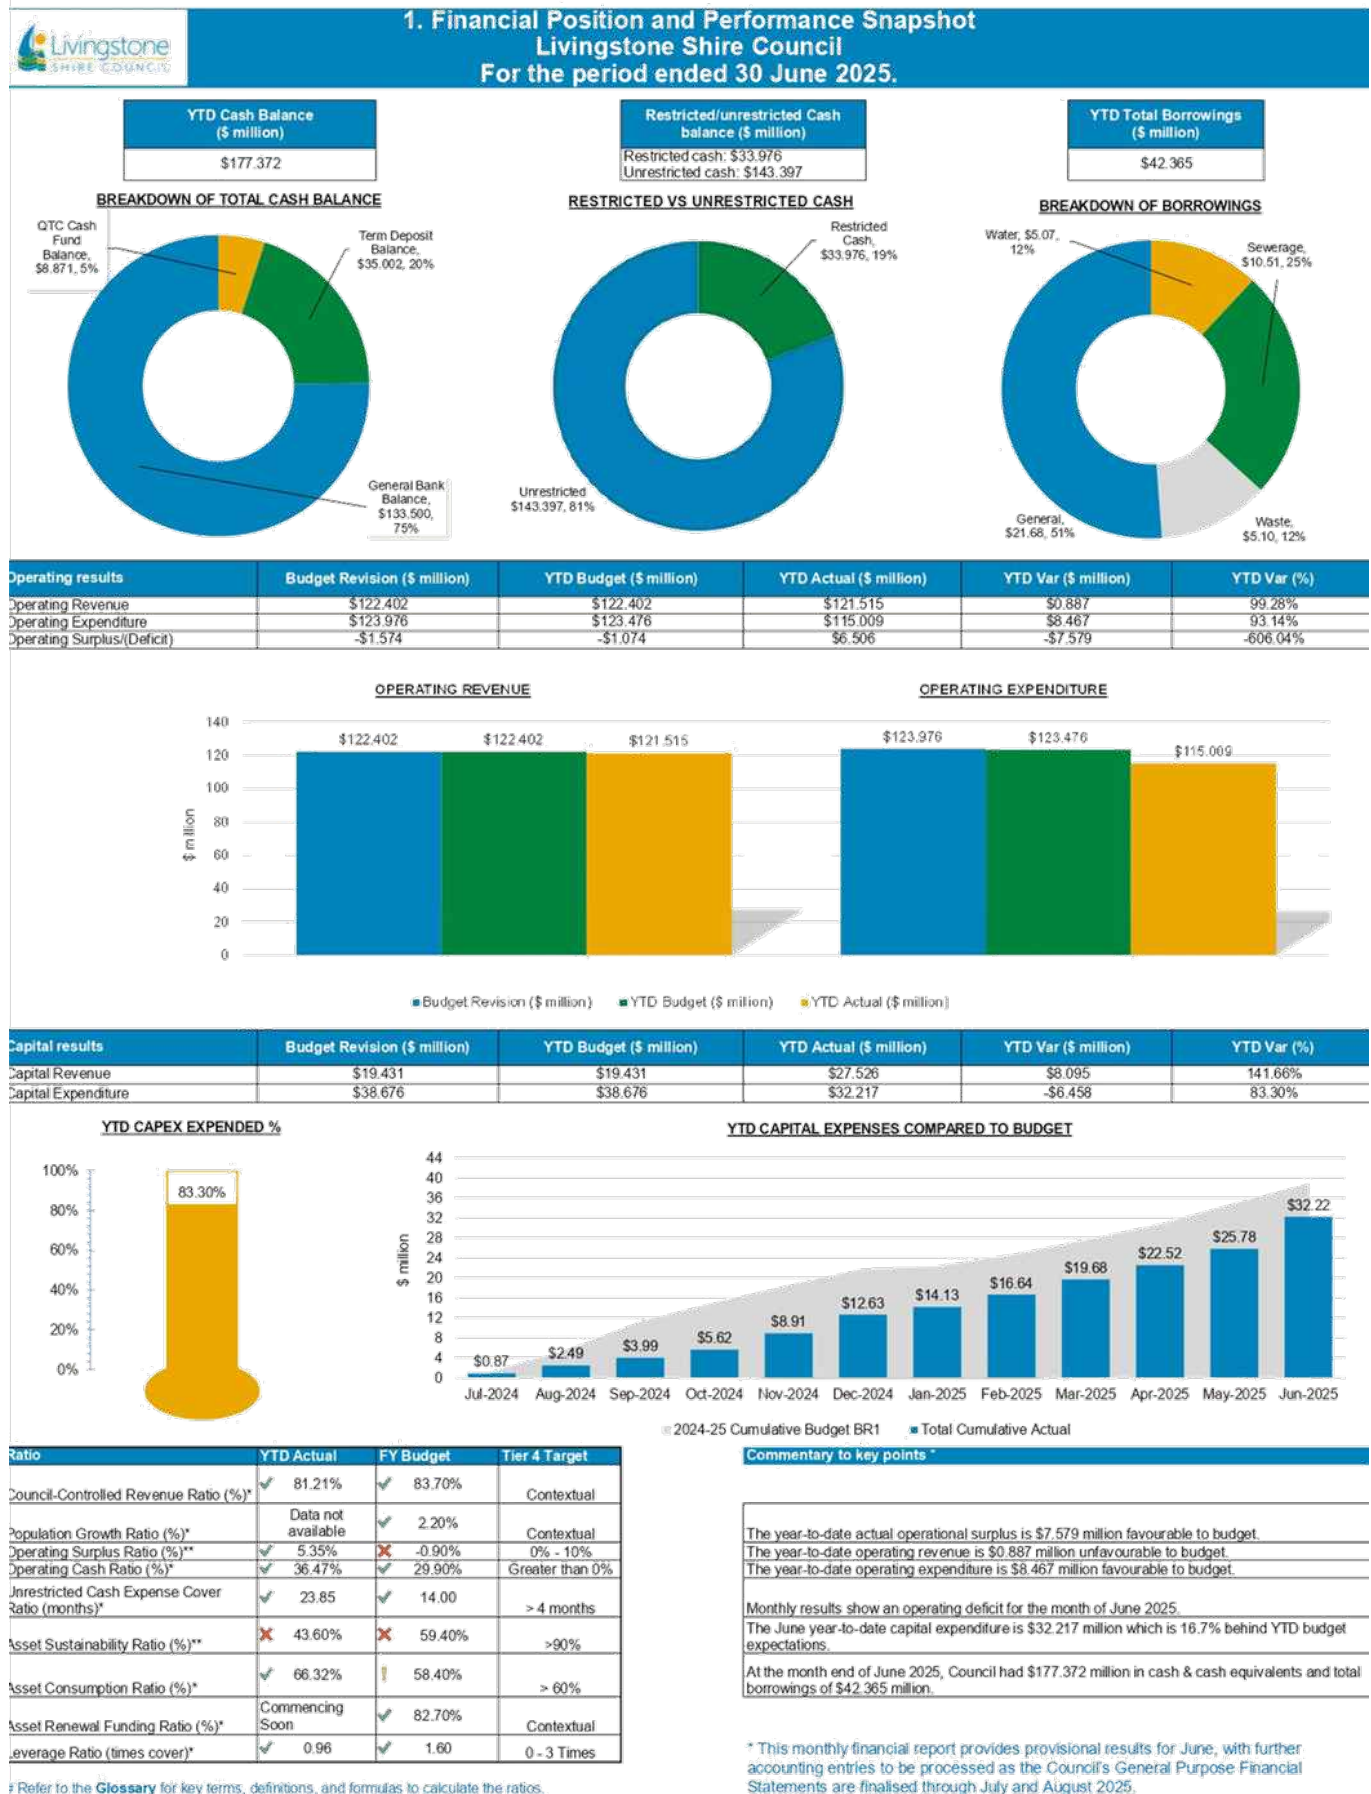 Livingstone
SHIRE COUNCIL
1. Financial Position and Performance Snapshot
Livingstone Shire Council
For the period ended 30 June 2025.
YTD Cash Balance
($ million)
$177.372
Restricted/unrestricted Cash
balance ($ million)
Restricted cash: $33.976
Unrestricted cash: $143.397
YTD Total Borrowings
($ million)
$42.365
BREAKDOWN OF TOTAL CASH BALANCE
QTC Cash
Fund
Balance,
$8.871, 5%
Term Deposit
Balance,
$35.002, 20%
General Bank
Balance,
$133.500,
75%
RESTRICTED VS UNRESTRICTED CASH
Restricted
Cash,
$33.976, 19%
Unrestricted
$143.397, 81%
BREAKDOWN OF BORROWINGS
Water, $5.07,
12%
Sewerage,
$10.51, 25%
General,
$21.68, 51%
Waste,
$5.10, 12%
Operating results Budget Revision ($ million) YTD Budget ($ million) YTD Actual ($ million) YTD Var ($ million) YTD Var (%)
Operating Revenue $122.402 $122.402 $121.515 $0.887 99.28%
Operating Expenditure $123.976 $123.476 $115.009 $8.467 93.14%
Operating Surplus/(Deficit) -$1.574 -$1.074 $6.506 -$7.579 -606.04%
OPERATING REVENUE
OPERATING EXPENDITURE
$ million
140
120
100
80
60
40
20
0
$122.402 $122.402 $121.515
$123.976 $123.476 $115.009
Budget Revision ($ million) YTD Budget ($ million) YTD Actual ($ million)
Capital results Budget Revision ($ million) YTD Budget ($ million) YTD Actual ($ million) YTD Var ($ million) YTD Var (%)
Capital Revenue $19.431 $19.431 $27.526 $8.095 141.66%
Capital Expenditure $38.676 $38.676 $32.217 -$6.458 83.30%
YTD CAPEX EXPENDED %
100%
80%
60%
40%
20%
0%
83.30%
YTD CAPITAL EXPENSES COMPARED TO BUDGET
$ million
44
40
36
32
28
24
20
16
12
8
4
0
$0.87 $2.49 $3.99 $5.62 $8.91 $12.63 $14.13 $16.64 $19.68 $22.52 $25.78 $32.22
Jul-2024 Aug-2024 Sep-2024 Oct-2024 Nov-2024 Dec-2024 Jan-2025 Feb-2025 Mar-2025 Apr-2025 May-2025 Jun-2025
2024-25 Cumulative Budget BR1 Total Cumulative Actual
Ratio YTD Actual FY Budget Tier 4 Target
Council-Controlled Revenue Ratio (%)* 81.21% 83.70% Contextual
Population Growth Ratio (%)* Data not
available 2.20% Contextual
Operating Surplus Ratio (%)** 5.35% -0.90% 0% - 10%
Operating Cash Ratio (%)* 36.47% 29.90% Greater than 0%
Unrestricted Cash Expense Cover
Ratio (months)* 23.85 14.00 > 4 months
Asset Sustainability Ratio (%)** 43.60% 59.40% >90%
Asset Consumption Ratio (%)* 66.32% 58.40% > 60%
Asset Renewal Funding Ratio (%)* Commencing
Soon 82.70% Contextual
Leverage Ratio (times cover)* 0.96 1.60 0 - 3 Times
# Refer to the Glossary for key terms, definitions, and formulas to calculate the ratios.
Commentary to key points *
The year-to-date actual operational surplus is $7.579 million favourable to budget.
The year-to-date operating revenue is $0.887 million unfavourable to budget.
The year-to-date operating expenditure is $8.467 million favourable to budget.
Monthly results show an operating deficit for the month of June 2025.
The June year-to-date capital expenditure is $32.217 million which is 16.7% behind YTD budget
expectations.
At the month end of June 2025, Council had $177.372 million in cash & cash equivalents and total
borrowings of $42.365 million.
* This monthly financial report provides provisional results for June, with further
accounting entries to be processed as the Council's General Purpose Financial
Statements are finalised through July and August 2025.